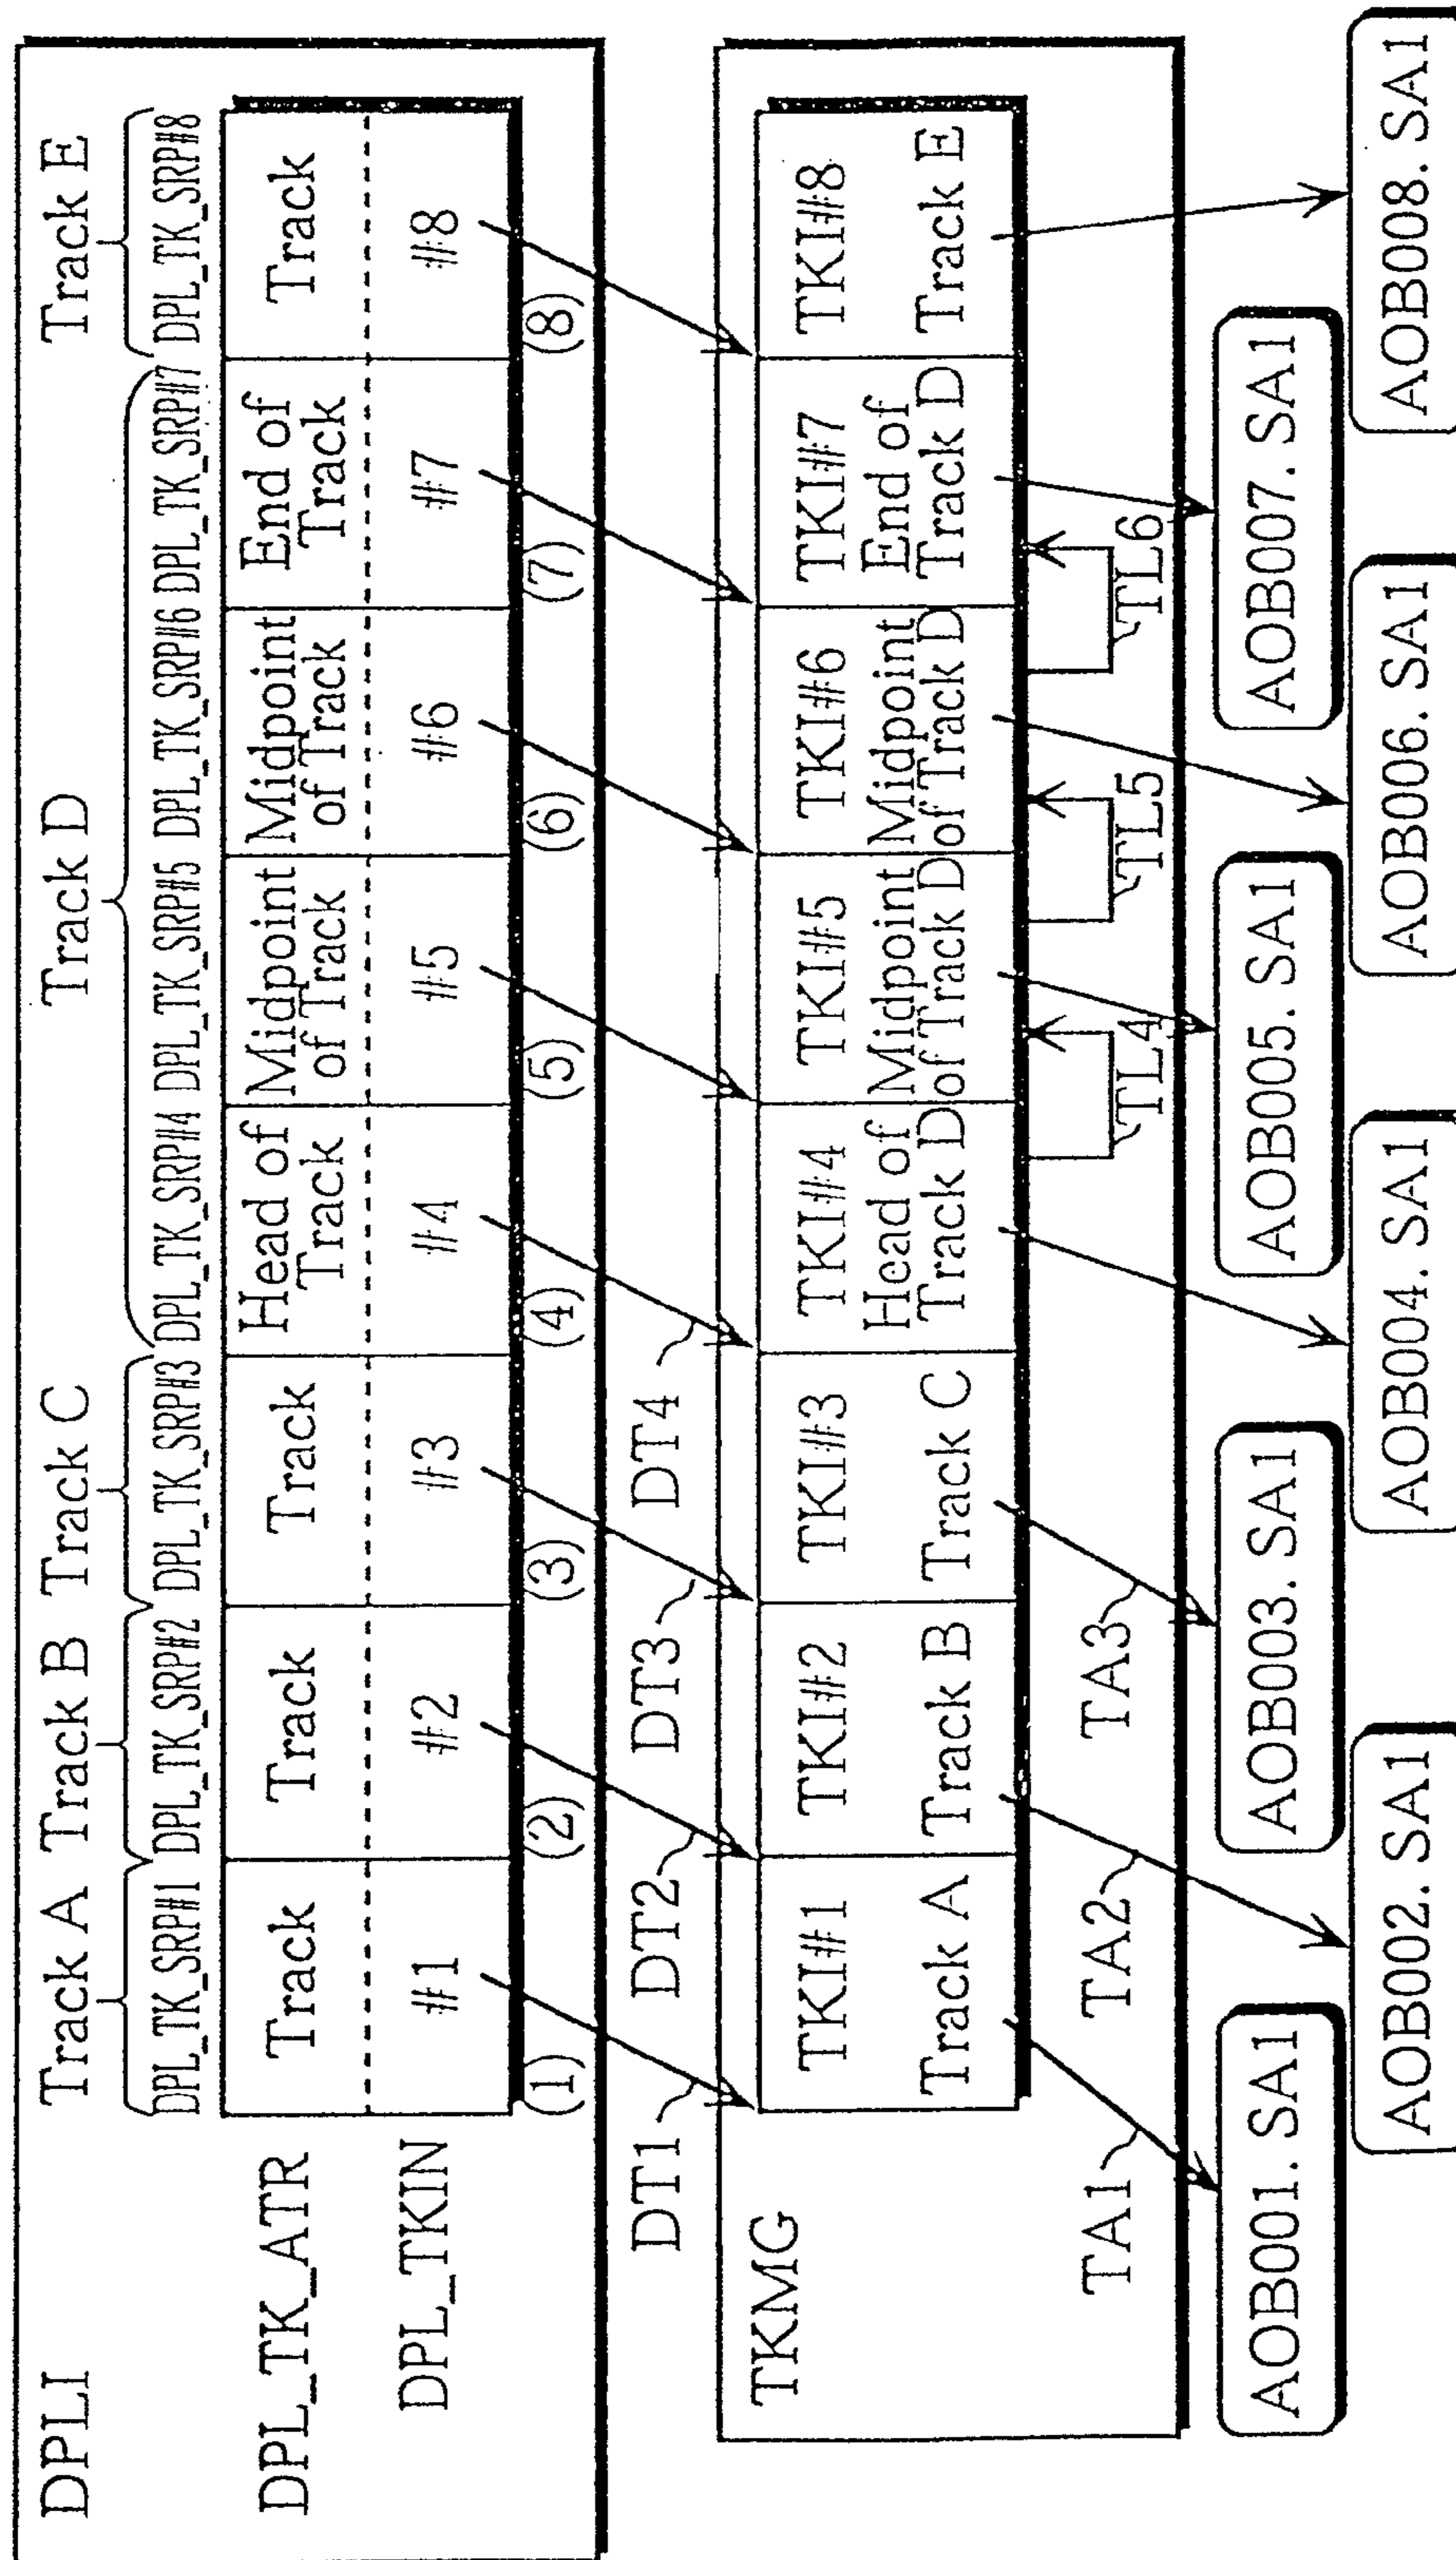 DPLI
Track A Track B Track C Track D Track E
DPL_TK_SRP#1 DPL_TK_SRP#2 DPL_TK_SRP#3 DPL_TK_SRP#4 DPL_TK_SRP#5 DPL_TK_SRP#6 DPL_TK_SRP#7 DPL_TK_SRP#8
DPL_TK_ATR
Track
Track
Track
Head of
Track
Midpoint
of Track
Midpoint
of Track
End of
Track
Track
DPL_TKIN
#1 #2 #3 #4 #5 #6 #7 #8
(1) (2) (3) (4) (5) (6) (7) (8)
DT1 DT2 DT3 DT4
TKMG
TKI#1
Track A
TKI#2
Track B
TKI#3
Track C
TKI#4
Head of
Track D
TKI#5
Midpoint
of Track D
TKI#6
Midpoint
of Track D
TKI#7
End of
Track D
TKI#8
Track E
TA1 TA2 TA3 TL4 TL5 TL6
AOB001. SA1 AOB003. SA1 AOB005. SA1 AOB007. SA1
AOB002. SA1 AOB004. SA1 AOB006. SA1 AOB008. SA1